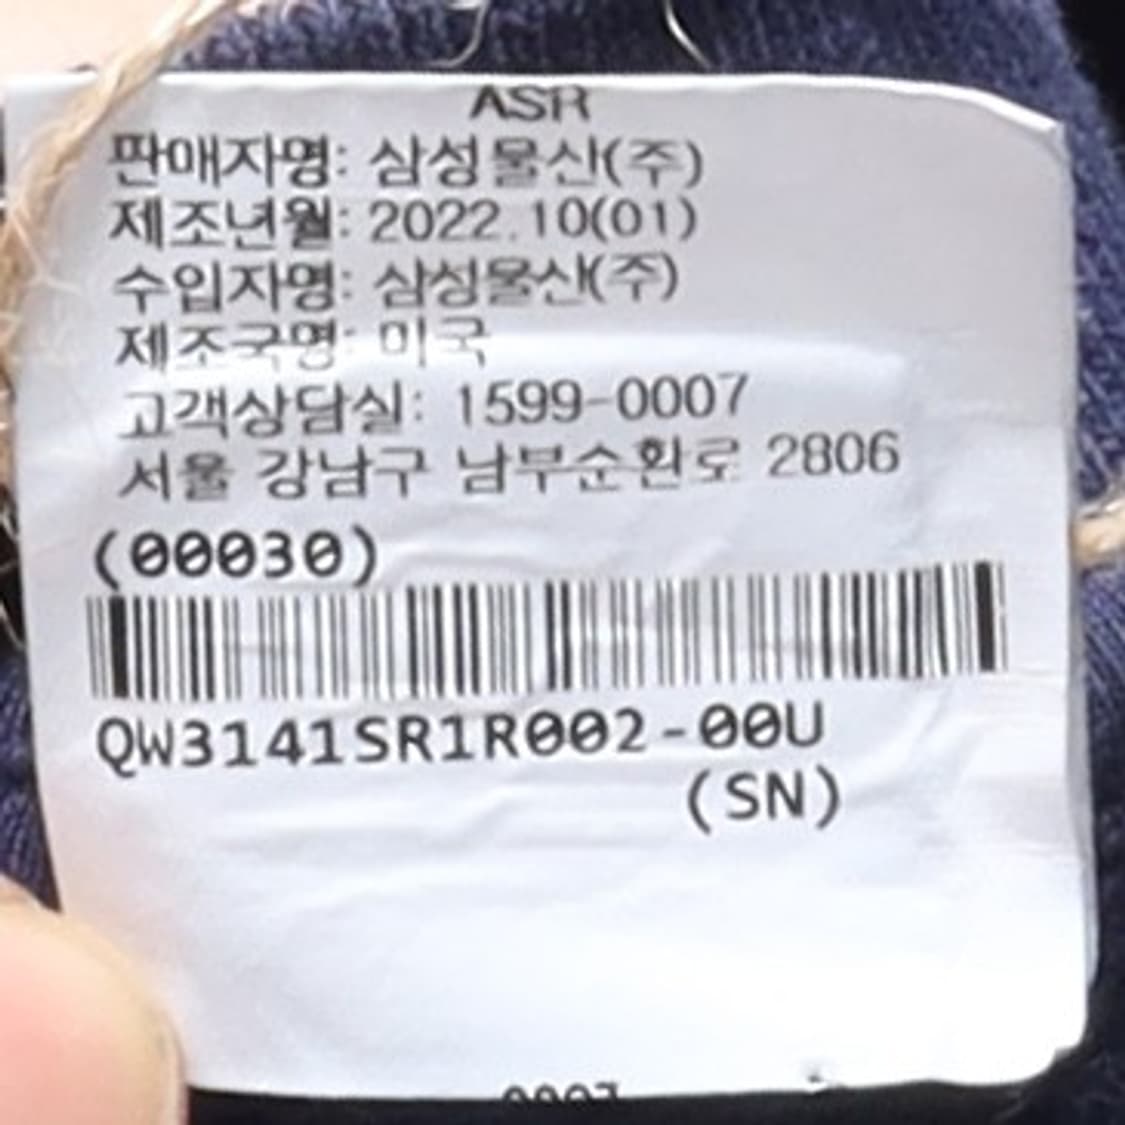 ASR
판매자명: 삼성물산(주)
제조년월: 2022.10(01)
수입자명: 삼성물산(주)
제조국명: 미국
고객상담실: 1599-0007
서울 강남구 남부순환로 2806
(00030)
QW3141SR1R002-00U
(SN)